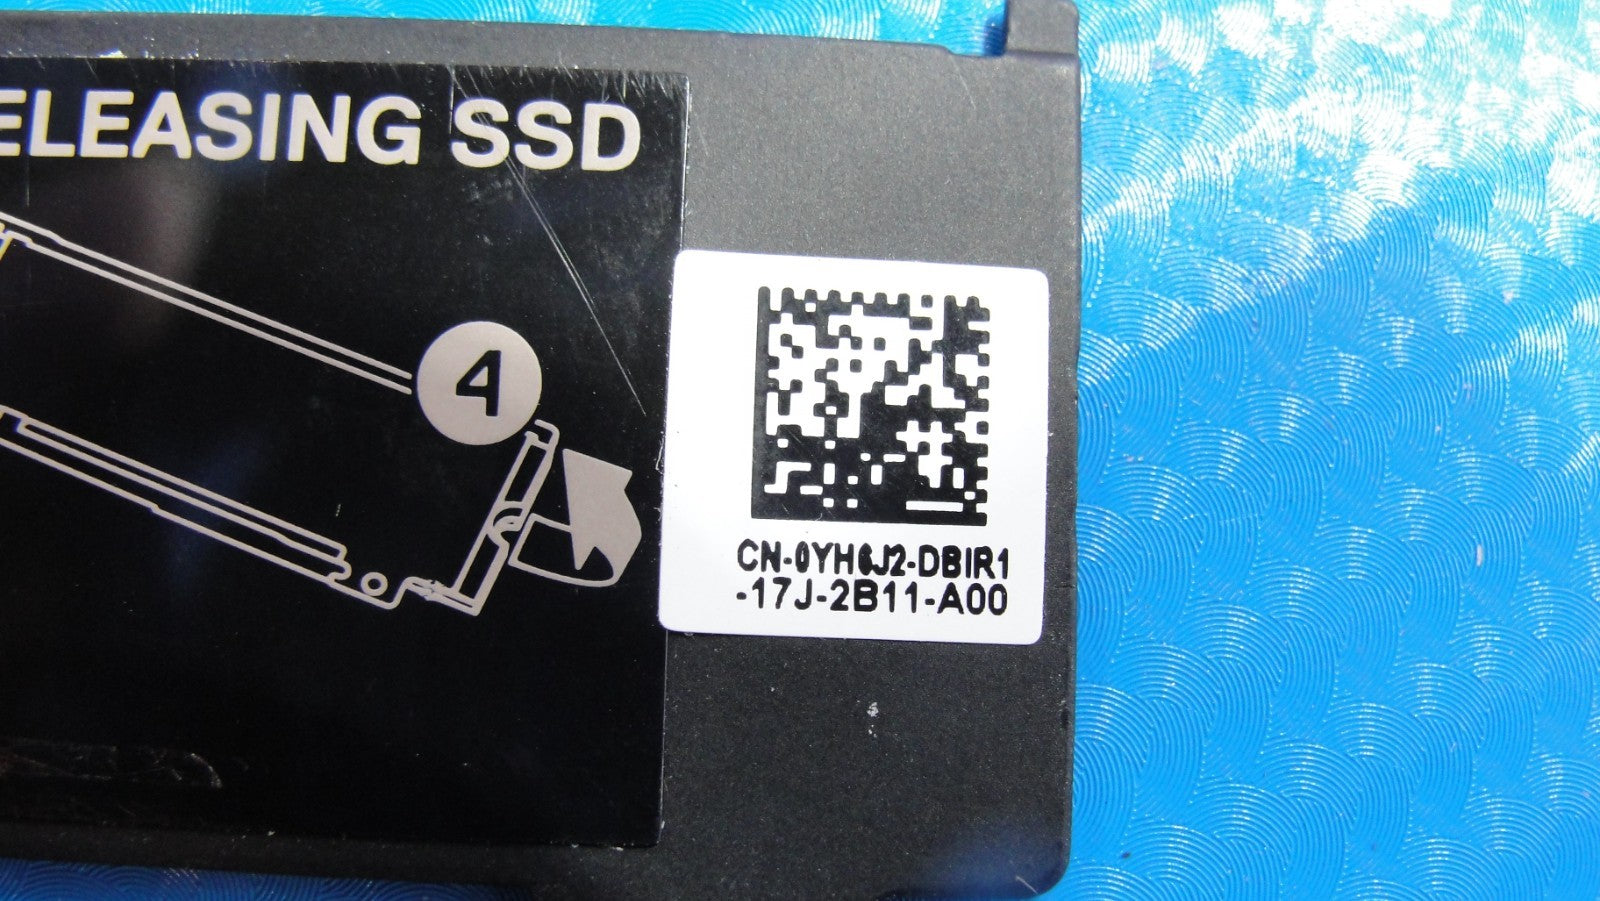 ELEASING SSD
4
CN-0YH6J2-DBIR1
-17J-2B11-A00